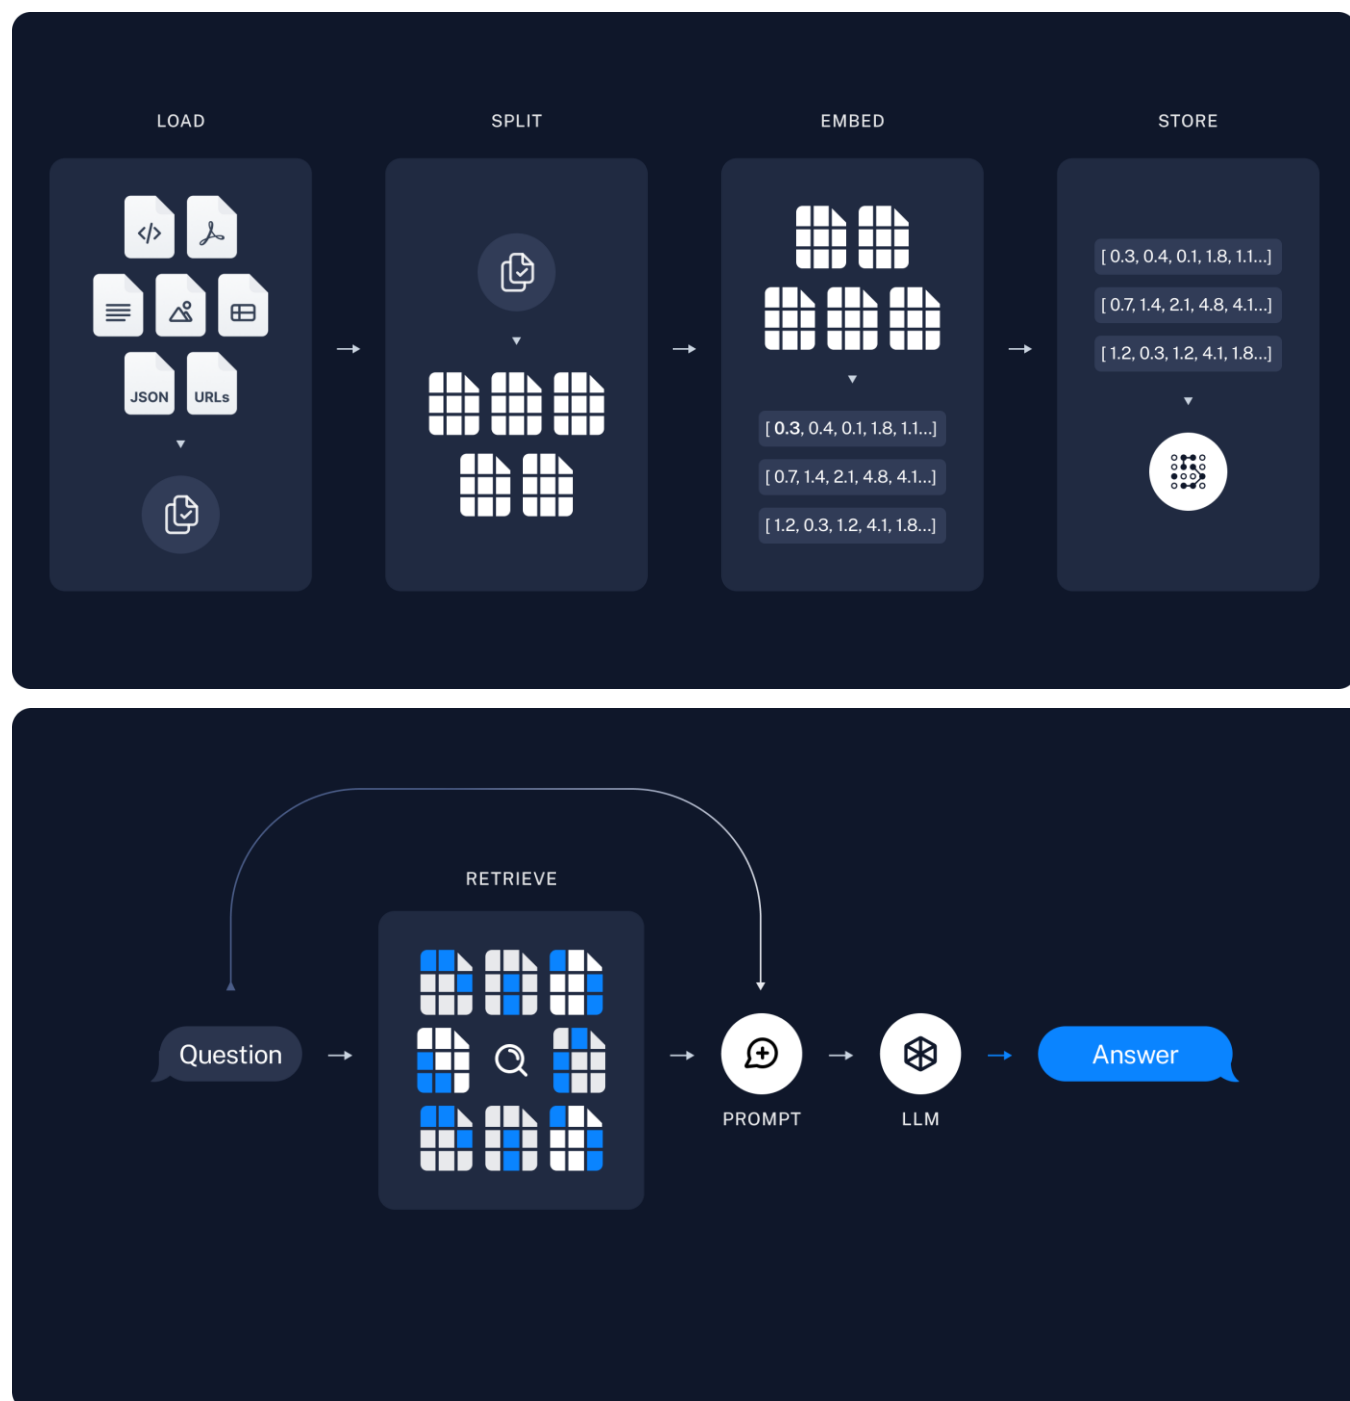 LOAD
SPLIT
EMBED
STORE
JSON
URLs
[ 0.3, 0.4, 0.1, 1.8, 1.1...]
[ 0.7, 1.4, 2.1, 4.8, 4.1...]
[ 1.2, 0.3, 1.2, 4.1, 1.8...]
[ 0.3, 0.4, 0.1, 1.8, 1.1...]
[ 0.7, 1.4, 2.1, 4.8, 4.1...]
[ 1.2, 0.3, 1.2, 4.1, 1.8...]
RETRIEVE
Question
PROMPT
LLM
Answer